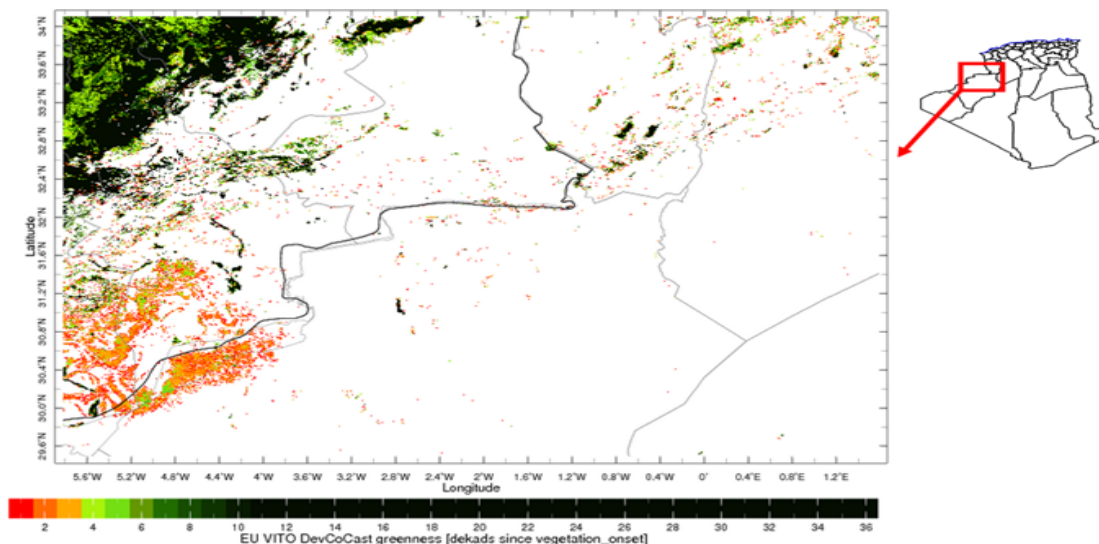 34°N
33.6°N
33.2°N
32.8°N
32.4°N
32°N
31.6°N
31.2°N
30.8°N
30.4°N
30.0°N
29.6°N
Latitude
5.6°W 5.2°W 4.8°W 4.4°W 4°W 3.6°W 3.2°W 2.8°W 2.4°W 2°W 1.6°W 1.2°W 0.8°W 0.4°W 0° 0.4°E 0.8°E 1.2°E
Longitude
2 4 6 8 10 12 14 16 18 20 22 24 26 28 30 32 34 36
EU VITO DevCoCast greenness [dekads since vegetation_onset]